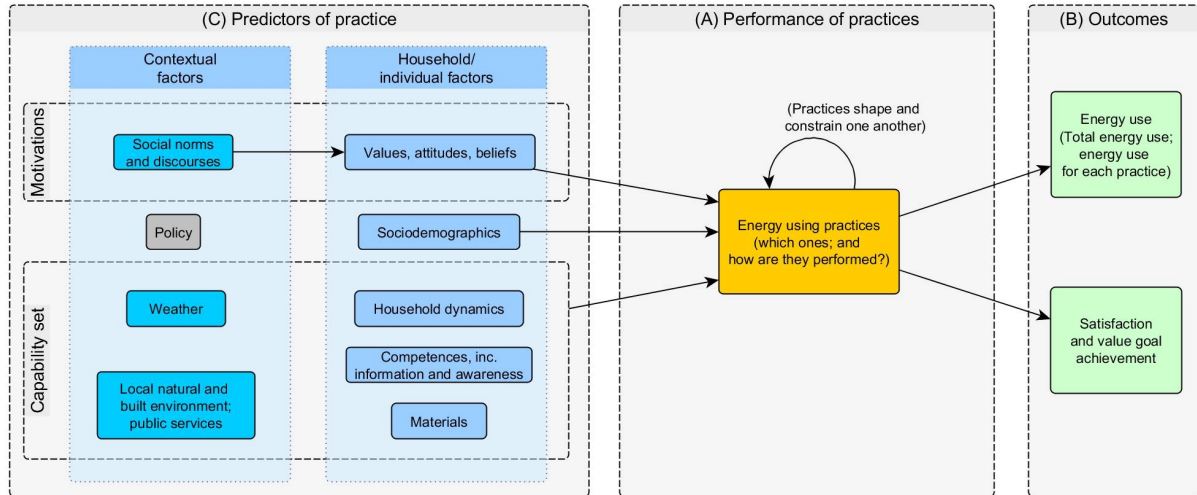 (C) Predictors of practice
(A) Performance of practices
(B) Outcomes
Contextual
factors
Household/
individual factors
Motivations
Social norms
and discourses
Values, attitudes, beliefs
Policy
Sociodemographics
Capability set
Weather
Household dynamics
Competences, inc.
information and awareness
Local natural and
built environment;
public services
Materials
(Practices shape and
constrain one another)
Energy using practices
(which ones; and
how are they performed?)
Energy use
(Total energy use;
energy use
for each practice)
Satisfaction
and value goal
achievement